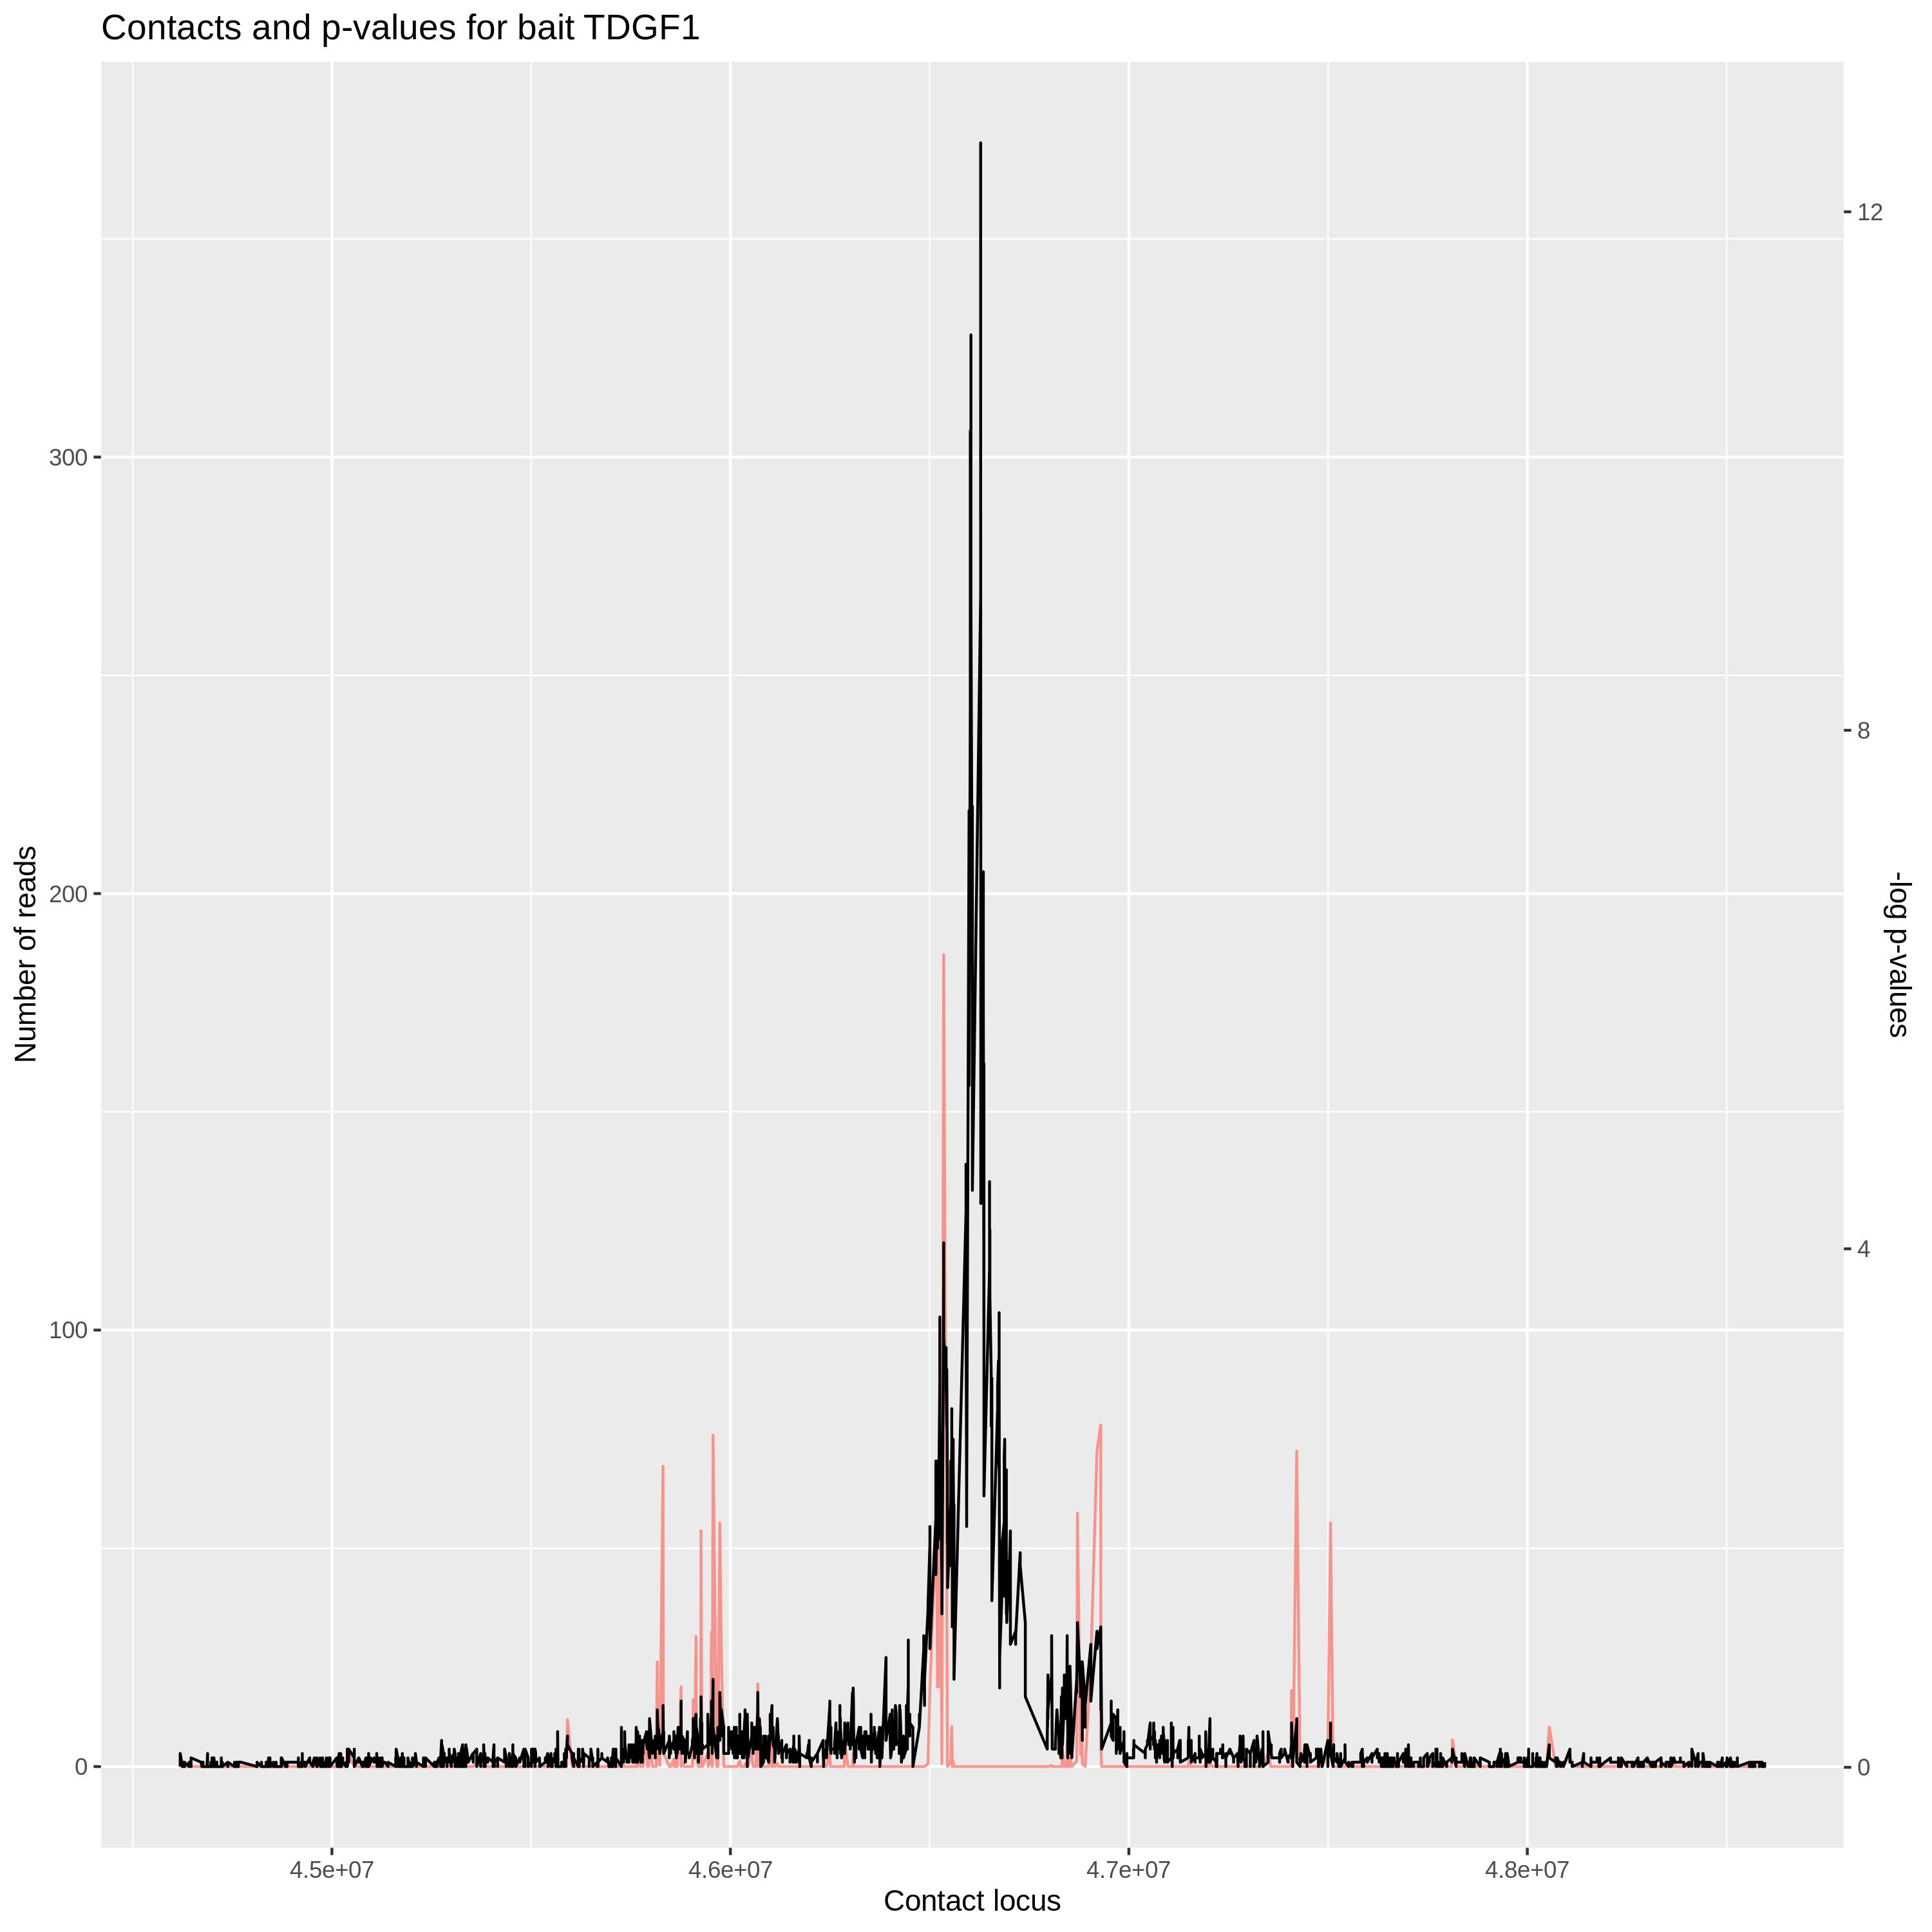 Contacts and p-values for bait TDGF1
Number of reads
300
200
100
0
12
8
4
0
-log p-values
4.5e+07
4.6e+07
4.7e+07
4.8e+07
Contact locus